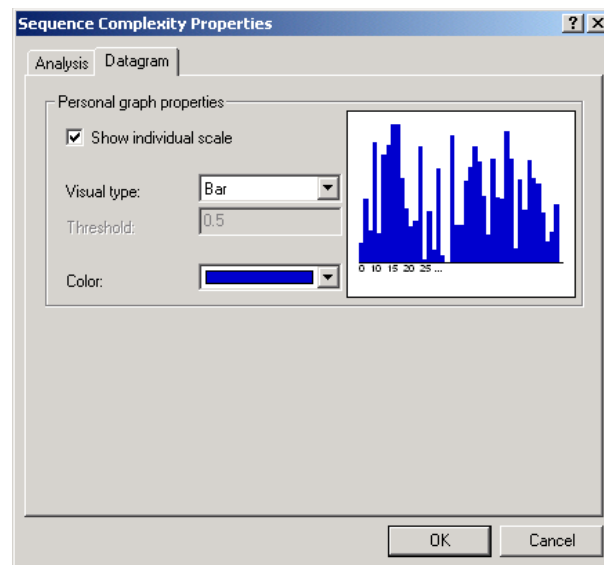 Sequence Complexity Properties
Analysis Datagram
Personal graph properties
Show individual scale
Visual type: Bar
Threshold: 0.5
Color:
0 10 15 20 25 ...
OK Cancel